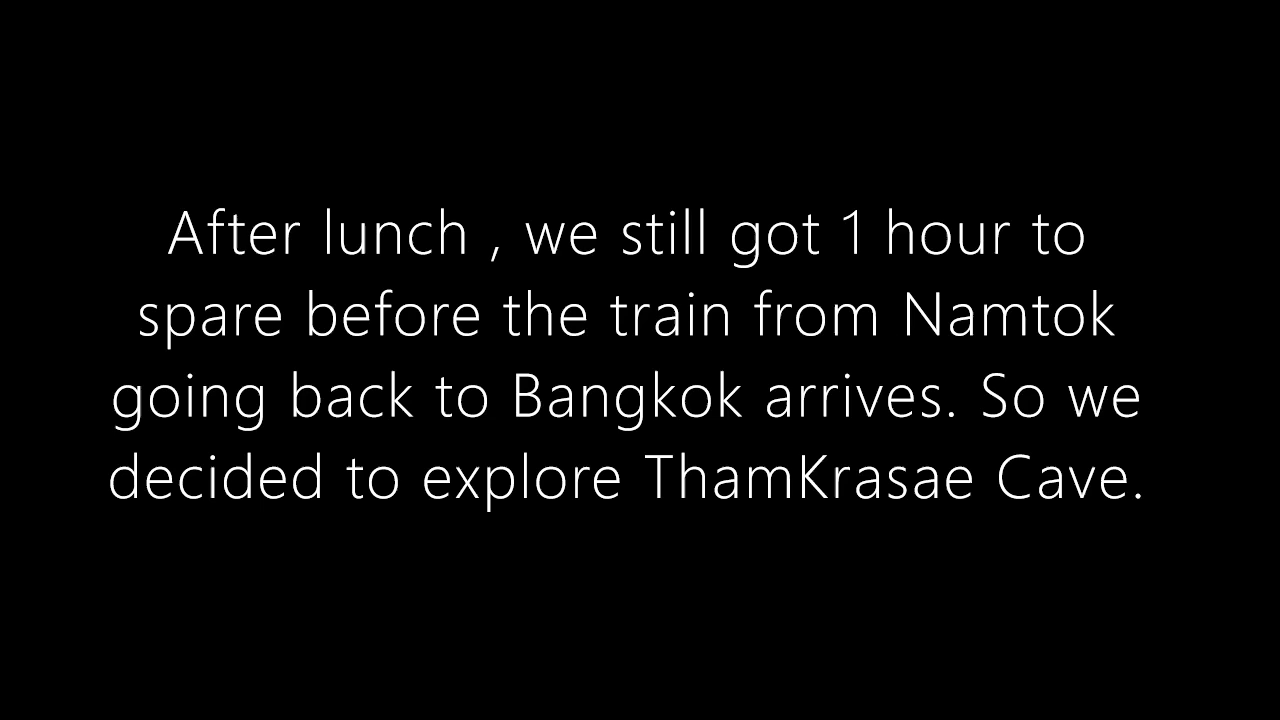 After lunch , we still got 1 hour to
spare before the train from Namtok
going back to Bangkok arrives. So we
decided to explore ThamKrasae Cave.